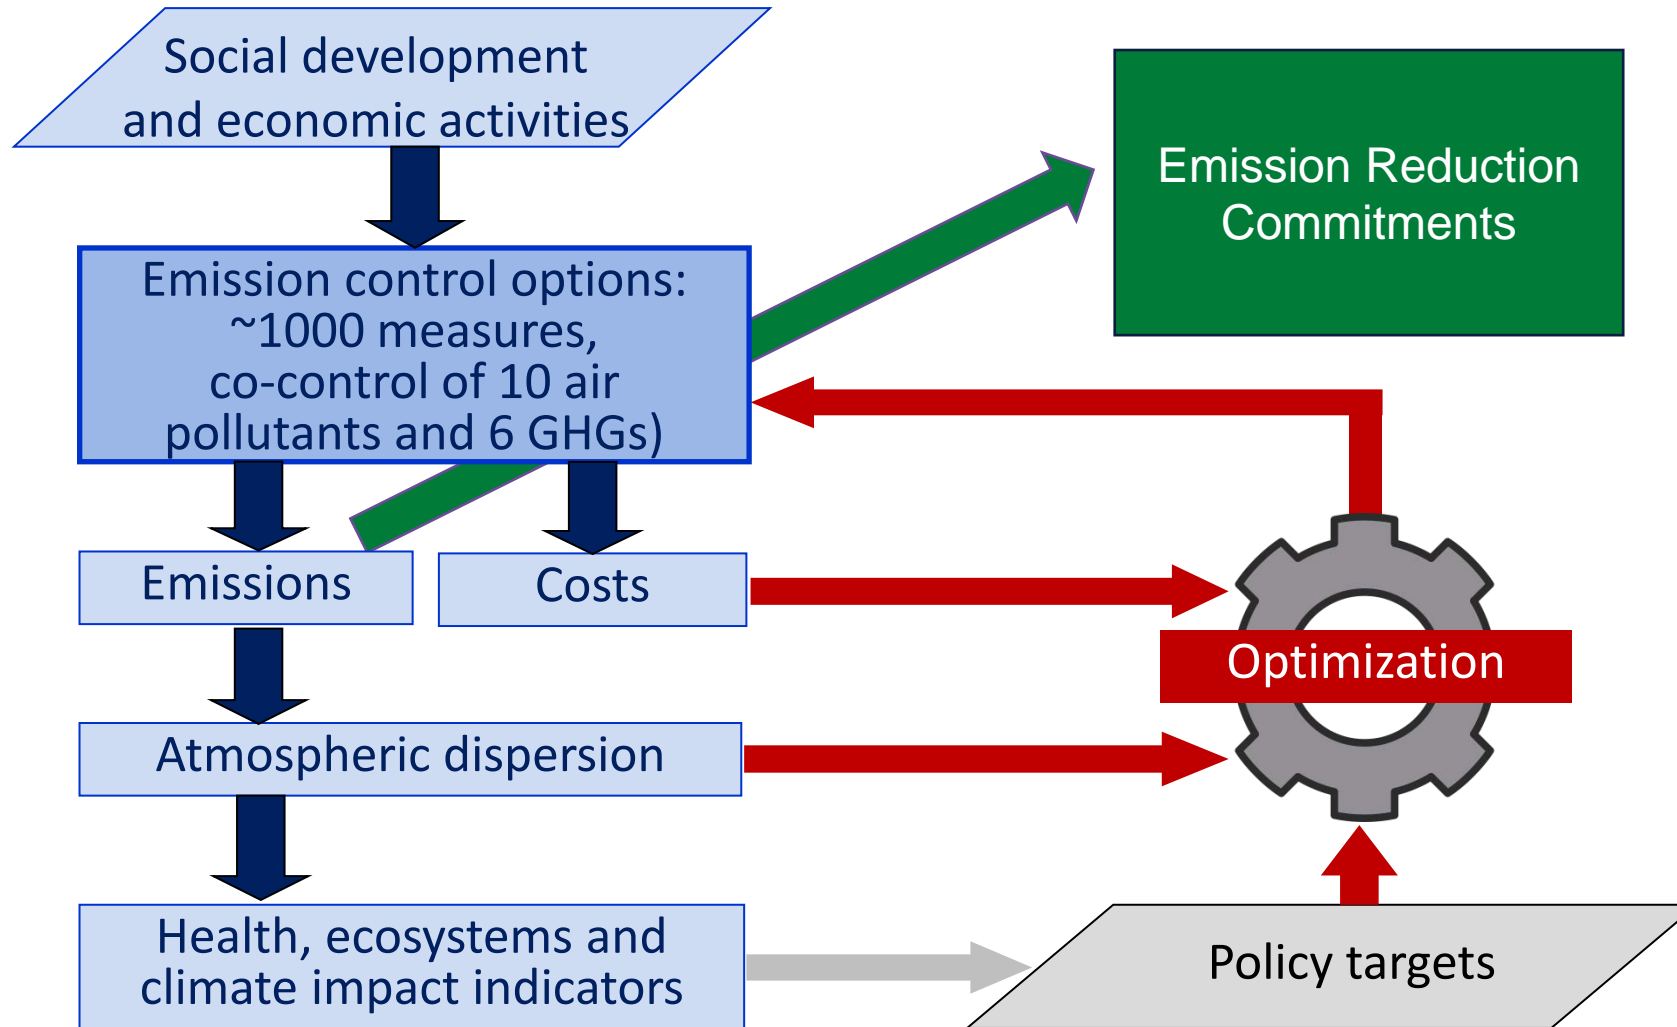 Social development
and economic activities
Emission Reduction
Commitments
Emission control options:
~1000 measures,
co-control of 10 air
pollutants and 6 GHGs)
Emissions
Costs
Optimization
Atmospheric dispersion
Health, ecosystems and
climate impact indicators
Policy targets